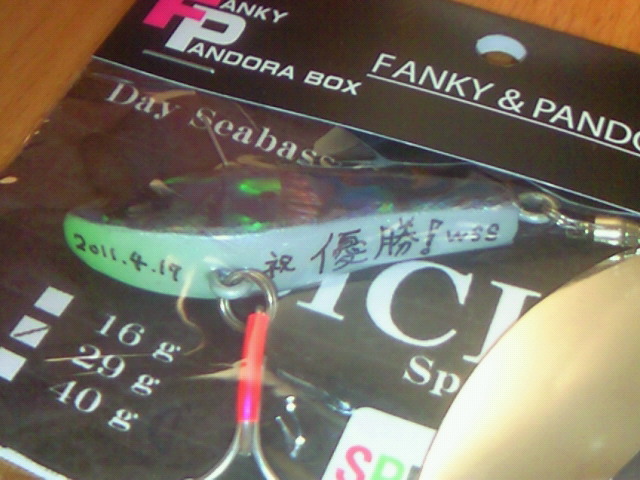 FANKY
PANDORA BOX
FANKY & PANDO
Day Seabass
2011.4.17 祝 優勝! wss
ICI
Sp
16 g
29 g
40 g
SP